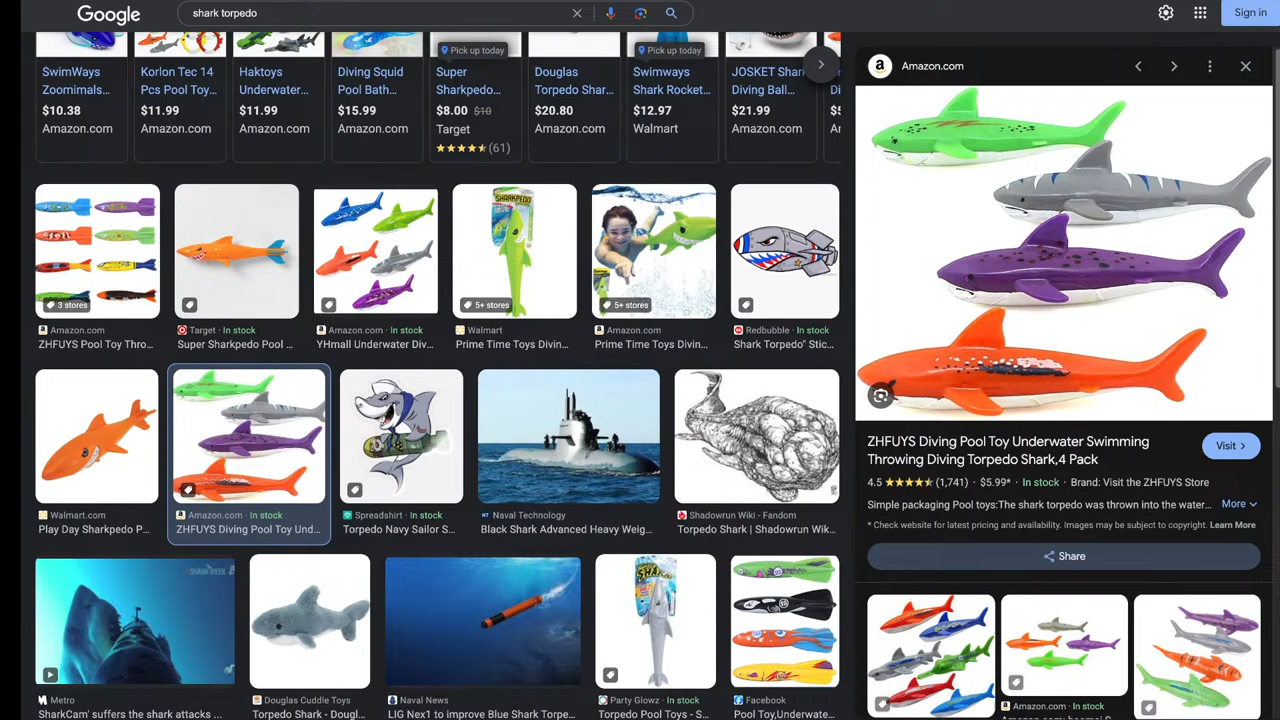 Google
shark torpedo
Sign in
Pick up today
Pick up today
SwimWays
Zoomimals...
$10.38
Amazon.com
Korlon Tec 14
Pcs Pool Toy...
$11.99
Amazon.com
Haktoys
Underwater...
$11.99
Amazon.com
Diving Squid
Pool Bath...
$15.99
Amazon.com
Super
Sharkpedo...
$8.00 $10
Target
(61)
Douglas
Torpedo Shar...
$20.80
Amazon.com
Swimways
Shark Rocket...
$12.97
Walmart
JOSKET Shark
Diving Ball...
$21.99
Amazon.com
3 stores
Amazon.com
ZHFUYS Pool Toy Thro...
Target · In stock
Super Sharkpedo Pool ...
Amazon.com · In stock
YHmall Underwater Div...
SHARKPEDO
5+ stores
Walmart
Prime Time Toys Divin...
5+ stores
Amazon.com
Prime Time Toys Divin...
Redbubble · In stock
Shark Torpedo" Stic...
Walmart.com
Play Day Sharkpedo P...
Amazon.com · In stock
ZHFUYS Diving Pool Toy Und...
Spreadshirt · In stock
Torpedo Navy Sailor S...
Naval Technology
Black Shark Advanced Heavy Weig...
Shadowrun Wiki - Fandom
Torpedo Shark | Shadowrun Wik...
SHARK WEEK
Metro
SharkCam' suffers the shark attacks ...
Douglas Cuddle Toys
Torpedo Shark - Dougl...
Naval News
LIG Nex1 to improve Blue Shark Torpe...
Party Glowz · In stock
Torpedo Pool Toys - S...
Facebook
Pool Toy,Underwate...
a
Amazon.com
ZHFUYS Diving Pool Toy Underwater Swimming
Throwing Diving Torpedo Shark,4 Pack
Visit
4.5 (1,741) · $5.99* · In stock · Brand: Visit the ZHFUYS Store
Simple packaging Pool toys:The shark torpedo was thrown into the water... More
* Check website for latest pricing and availability. Images may be subject to copyright. Learn More
Share
Amazon.com · In stock